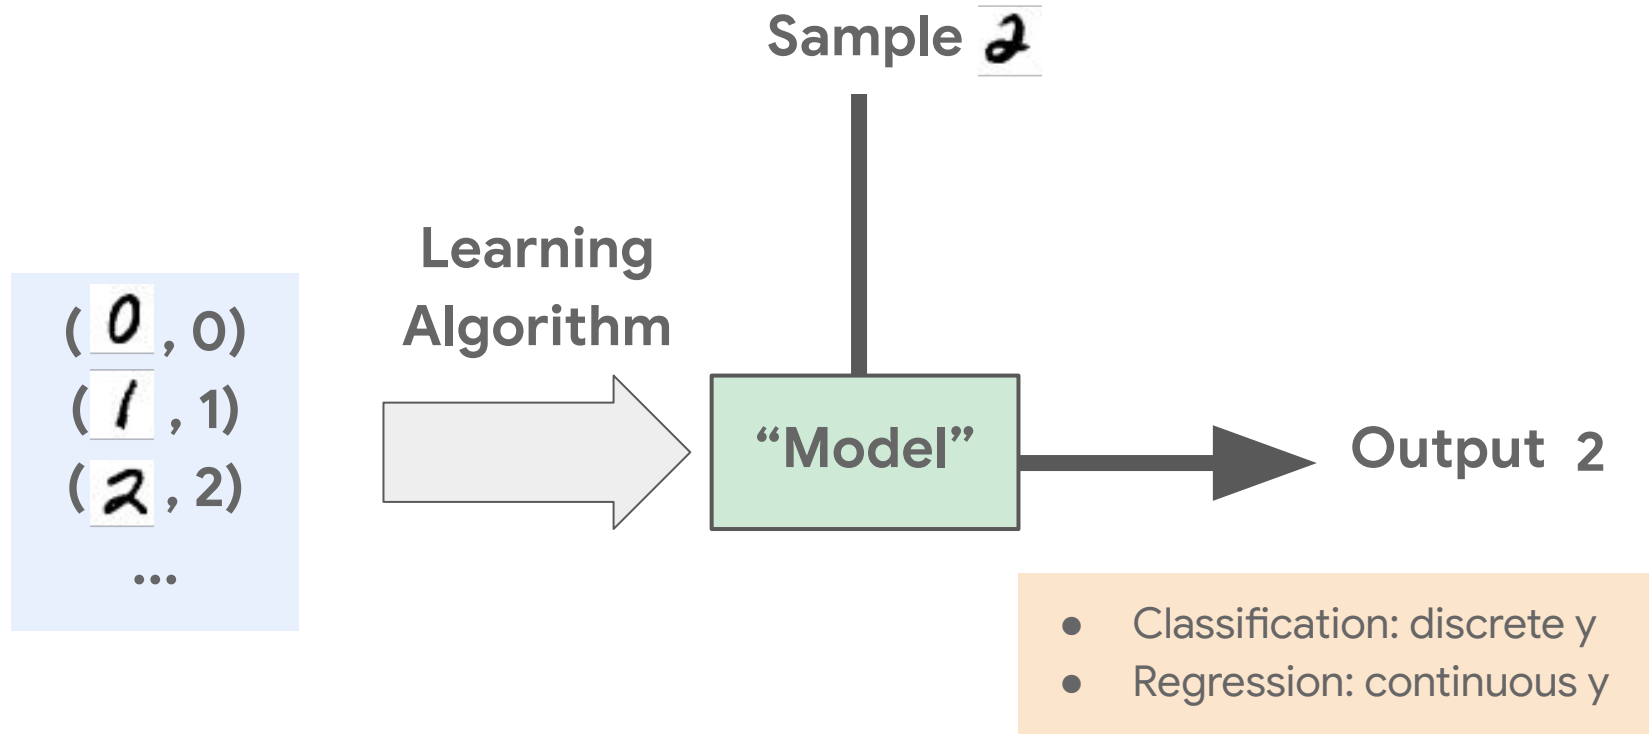 Sample 2
Learning
Algorithm
( 0 , 0)
( 1 , 1)
( 2 , 2)
...
“Model”
Output 2
● Classification: discrete y
● Regression: continuous y